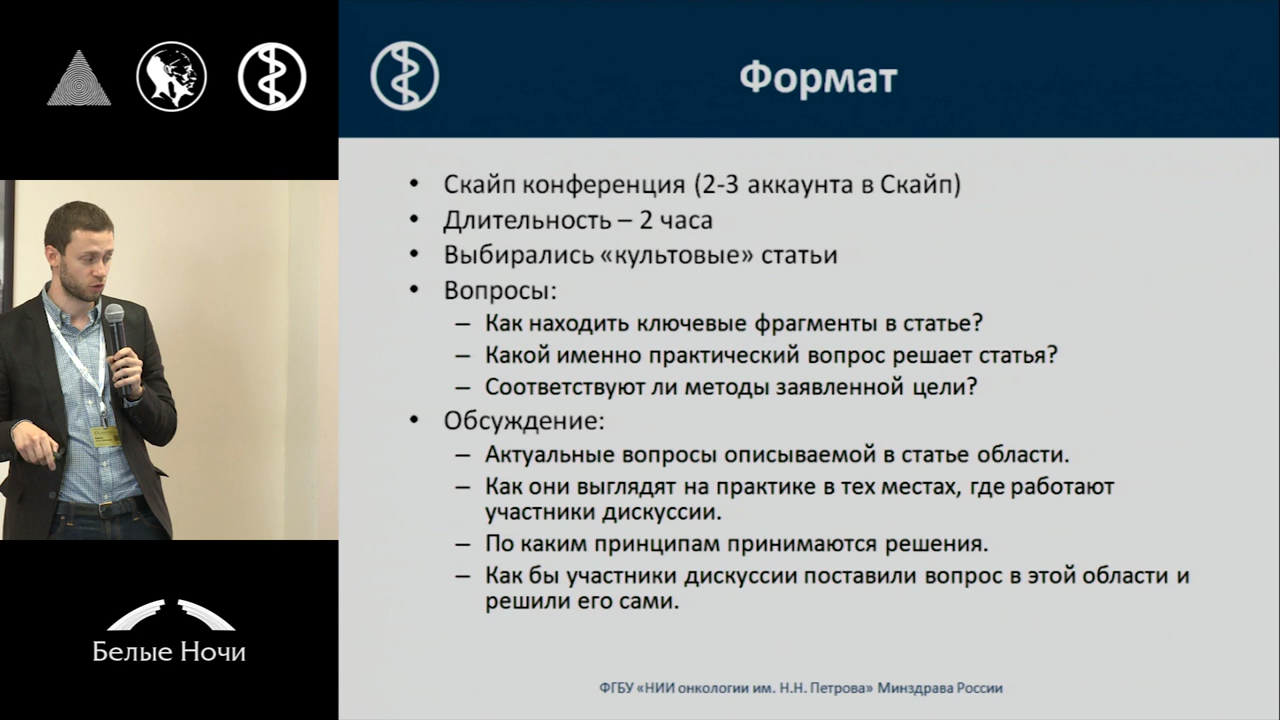 Формат
• Скайп конференция (2-3 аккаунта в Скайп)
• Длительность – 2 часа
• Выбирались «культовые» статьи
• Вопросы:
– Как находить ключевые фрагменты в статье?
– Какой именно практический вопрос решает статья?
– Соответствуют ли методы заявленной цели?
• Обсуждение:
– Актуальные вопросы описываемой в статье области.
– Как они выглядят на практике в тех местах, где работают
участники дискуссии.
– По каким принципам принимаются решения.
– Как бы участники дискуссии поставили вопрос в этой области и
решили его сами.
ФГБУ «НИИ онкологии им. Н.Н. Петрова» Минздрава России
Белые Ночи